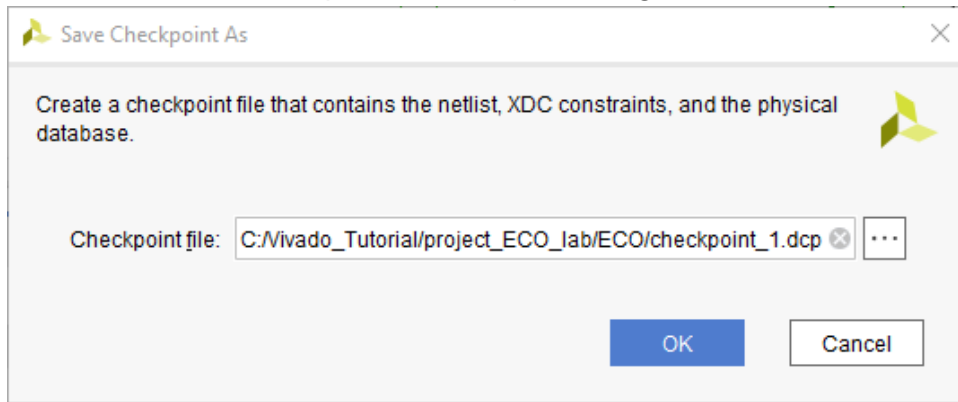 Save Checkpoint As
Create a checkpoint file that contains the netlist, XDC constraints, and the physical
database.
Checkpoint file: C:/Vivado_Tutorial/project_ECO_lab/ECO/checkpoint_1.dcp ...
OK Cancel